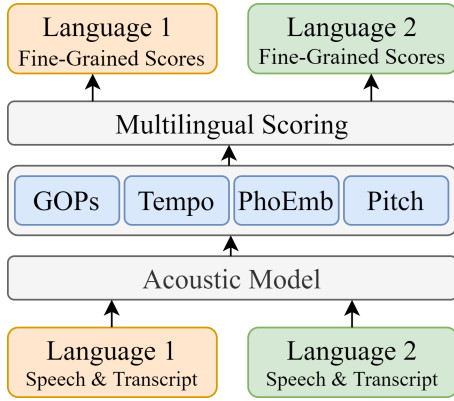 Language 1
Fine-Grained Scores
Language 2
Fine-Grained Scores
Multilingual Scoring
GOPs
Tempo
PhoEmb
Pitch
Acoustic Model
Language 1
Speech & Transcript
Language 2
Speech & Transcript